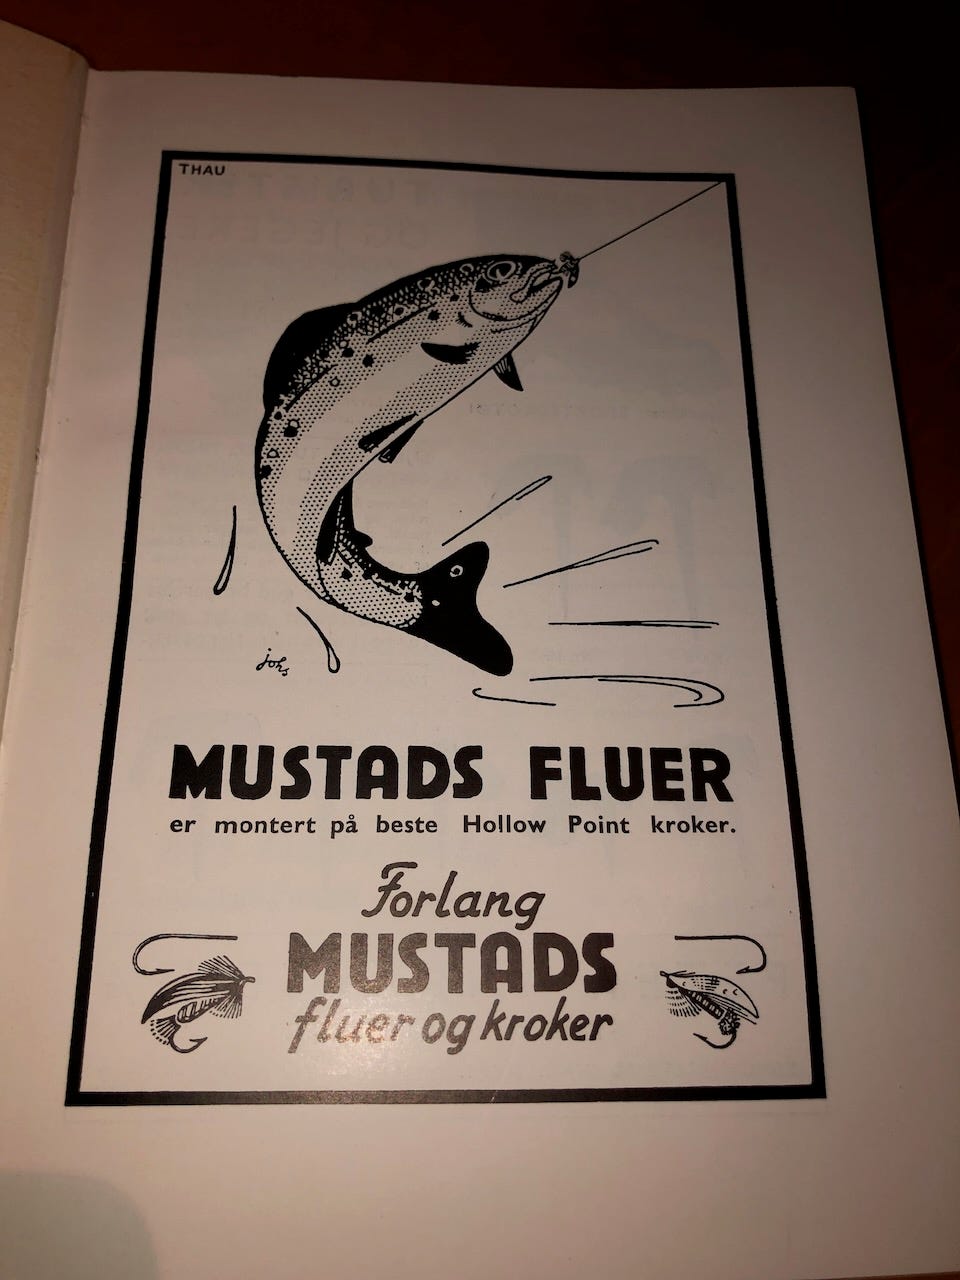 THAU
johs
MUSTADS FLUER
er montert på beste Hollow Point kroker.
Forlang
MUSTADS
fluer og kroker